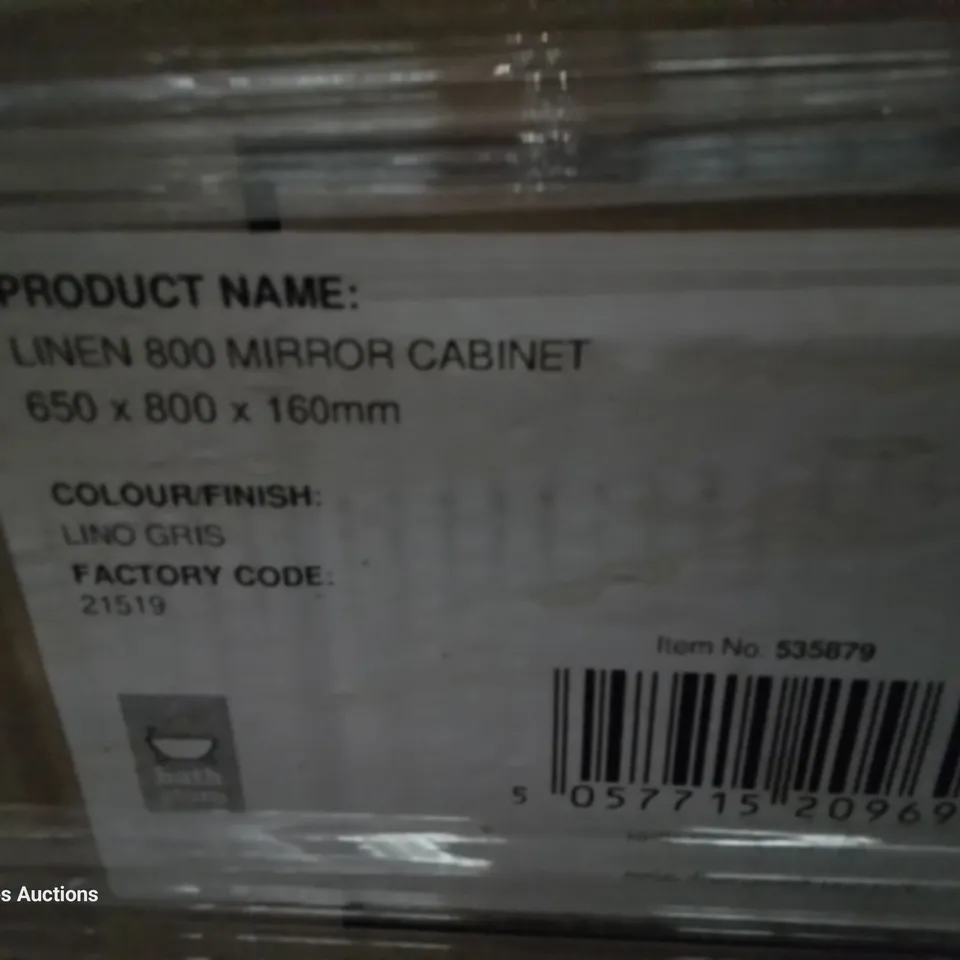 PRODUCT NAME:
LINEN 800 MIRROR CABINET
650 x 800 x 160mm
COLOUR/FINISH:
LINO GRIS
FACTORY CODE:
21519
Item No. 535879
5 057715 20969
bath
s Auctions